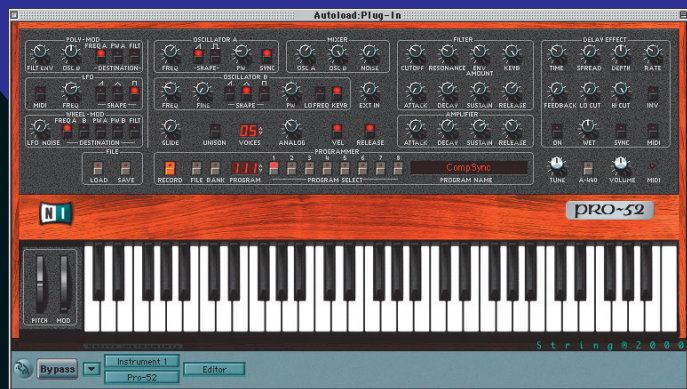 Autoload:Plug-In
POLY-MOD
FILT ENV OSC B FREQ A PW A FILT
DESTINATION
OSCILLATOR A
FREQ SHAPE PW SYNC
MIXER
OSC A OSC B NOISE
FILTER
CUTOFF RESONANCE ENV AMOUNT KEYB
DELAY EFFECT
TIME SPREAD DEPTH RATE
LFO
MIDI FREQ SHAPE
OSCILLATOR B
FREQ FINE SHAPE PW LO FREQ KEYB EXT IN
ATTACK DECAY SUSTAIN RELEASE
FEEDBACK LO CUT HI CUT INV
WHEEL-MOD
LFO NOISE FREQ A B PW A PW B FILT
DESTINATION
GLIDE UNISON 05 VOICES ANALOG VEL RELEASE
AMPLIFIER
ATTACK DECAY SUSTAIN RELEASE
ON WET SYNC MIDI
FILE
LOAD SAVE
PROGRAMMER
RECORD FILE BANK 111 PROGRAM
1 2 3 4 5 6 7 8
PROGRAM SELECT
CompSync
PROGRAM NAME
TUNE A-440 VOLUME MIDI
NI
PRO-52
PITCH MOD
NATIVE INSTRUMENTS
String®2000
Bypass
Instrument 1
Pro-52
Editor